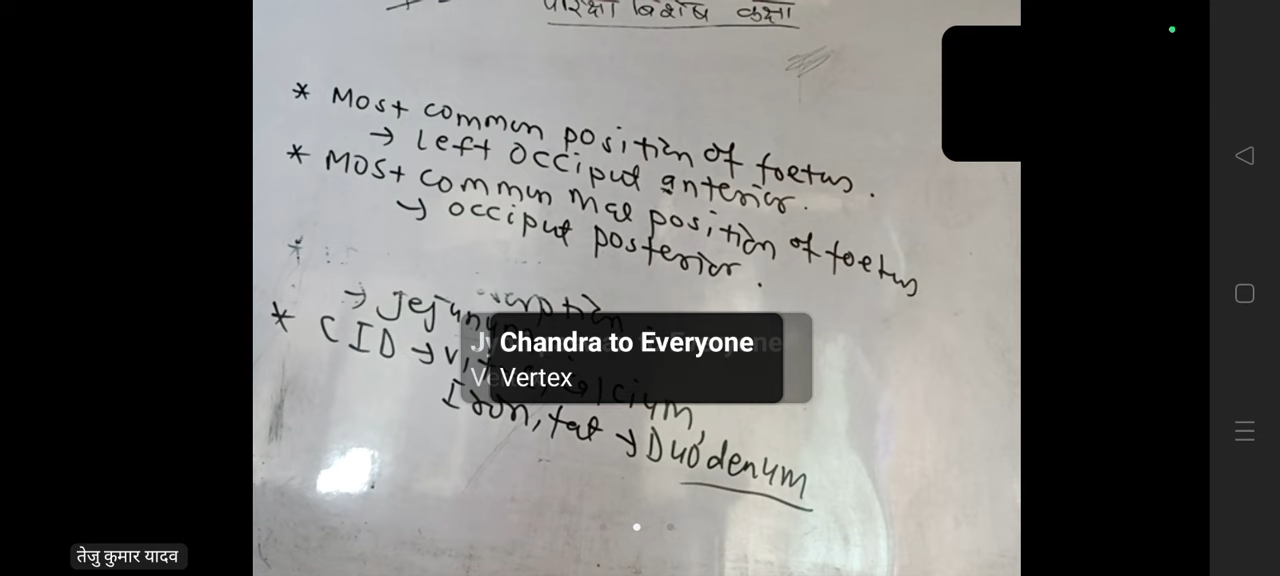 परिक्षा विशेष कक्षा
* Most common position of foetus.
→ Left occiput anterior.
* Most common mal position of foetus
→ occiput posterior.
*
→ Jejunum
* CID →
Iron, fat → Duodenum
Chandra to Everyone
Vertex
तेजु कुमार यादव